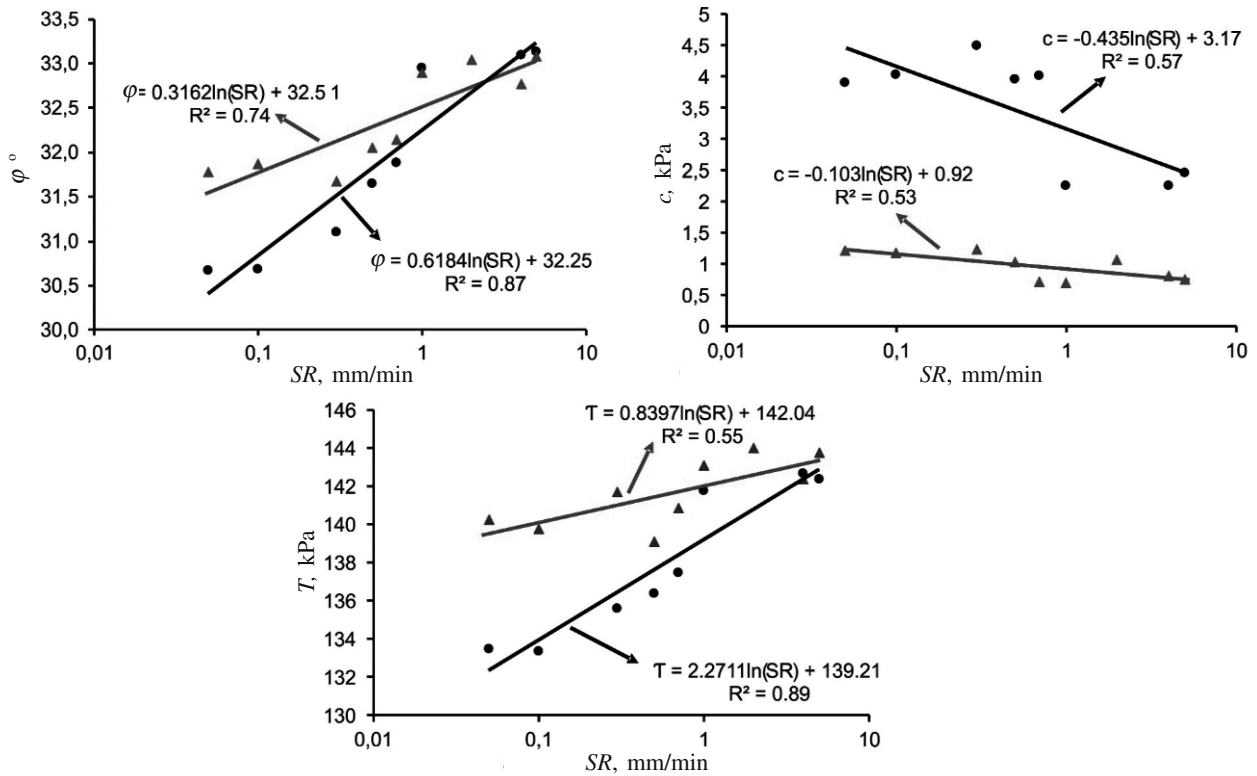 33,5
33,0
32,5
32,0
31,5
31,0
30,5
30,0
φ °
φ= 0.3162ln(SR) + 32.5 1
R² = 0.74
φ = 0.6184ln(SR) + 32.25
R² = 0.87
0,01
0,1
1
10
SR, mm/min
5
4,5
4
3,5
3
2,5
2
1,5
1
0,5
0
c, kPa
c = -0.435ln(SR) + 3.17
R² = 0.57
c = -0.103ln(SR) + 0.92
R² = 0.53
0,01
0,1
1
10
SR, mm/min
146
144
142
140
138
136
134
132
130
T, kPa
T = 0.8397ln(SR) + 142.04
R² = 0.55
T = 2.2711ln(SR) + 139.21
R² = 0.89
0,01
0,1
1
10
SR, mm/min